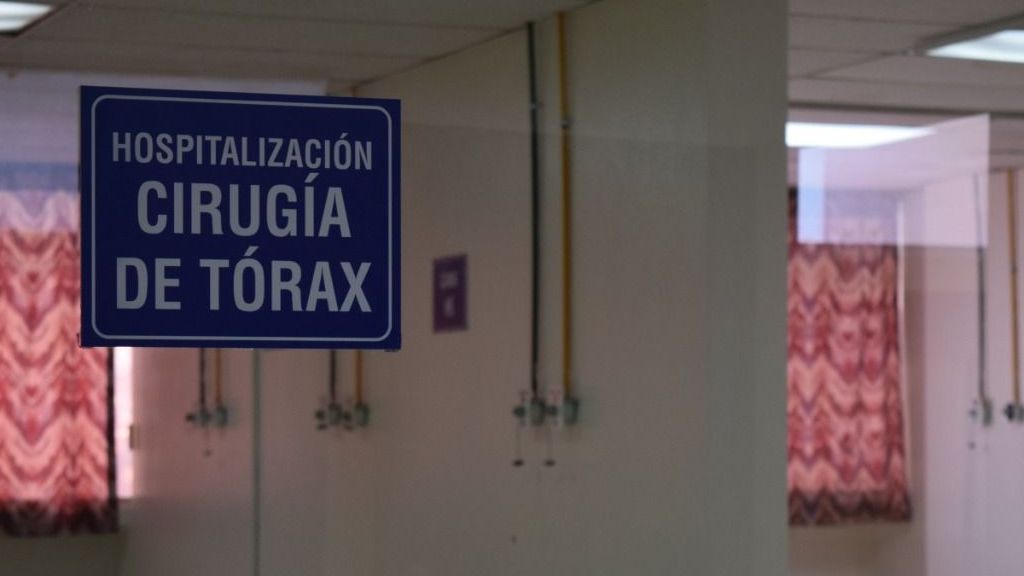 HOSPITALIZACIÓN
CIRUGÍA
DE TÓRAX